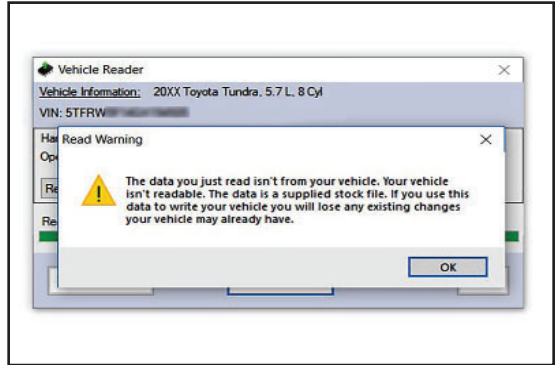 Vehicle Reader
Vehicle Information: 20XX Toyota Tundra, 5.7 L, 8 Cyl
VIN: 5TFRW
Read Warning
The data you just read isn't from your vehicle. Your vehicle
isn't readable. The data is a supplied stock file. If you use this
data to write your vehicle you will lose any existing changes
your vehicle may already have.
OK